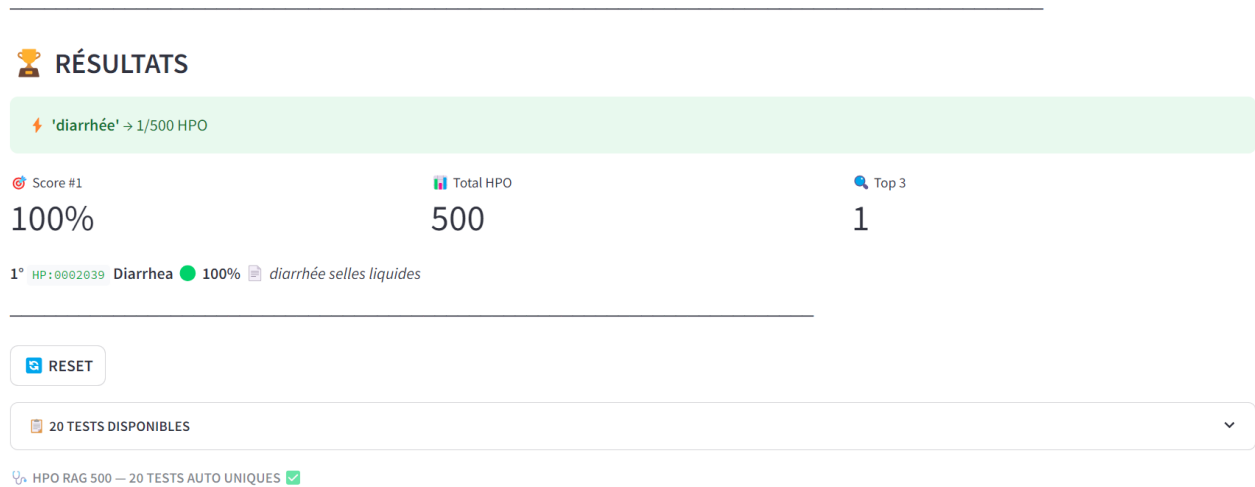 🏆 RÉSULTATS
⚡ 'diarrhée' → 1/500 HPO
🎯 Score #1
100%
📊 Total HPO
500
🔍 Top 3
1
1° HP:0002039 Diarrhea 🟢 100% 📄 diarrhée selles liquides
🔄 RESET
📋 20 TESTS DISPONIBLES
🩺 HPO RAG 500 — 20 TESTS AUTO UNIQUES ✅